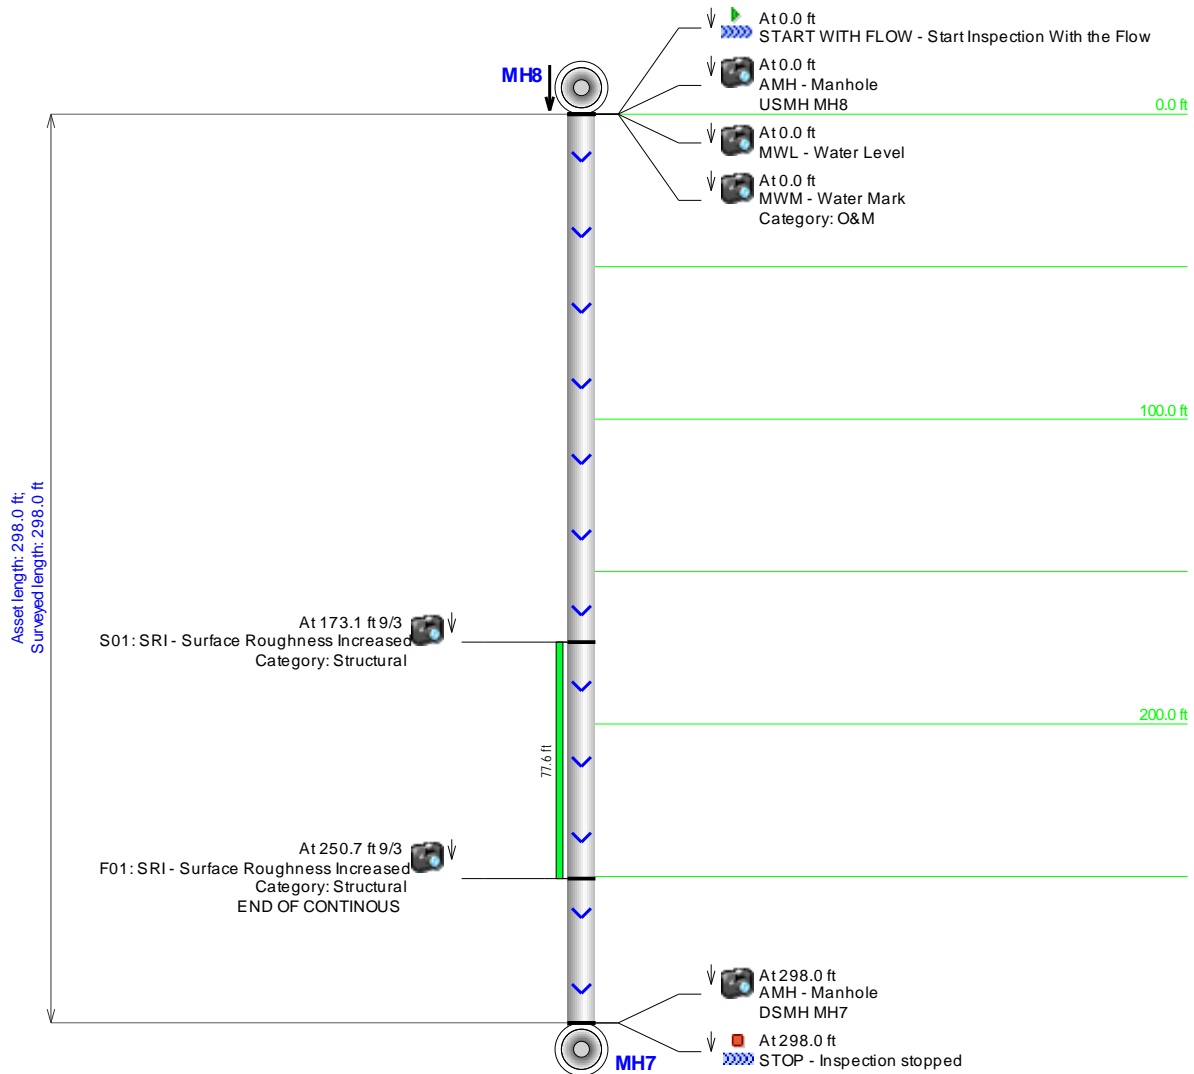 At 0.0 ft
START WITH FLOW - Start Inspection With the Flow
MH8
At 0.0 ft
AMH - Manhole
USMH MH8
0.0 ft
At 0.0 ft
MWL - Water Level
At 0.0 ft
MWM - Water Mark
Category: O&M
100.0 ft
Asset length: 298.0 ft;
Surveyed length: 298.0 ft
At 173.1 ft 9/3
S01: SRI - Surface Roughness Increased
Category: Structural
200.0 ft
77.6 ft
At 250.7 ft 9/3
F01: SRI - Surface Roughness Increased
Category: Structural
END OF CONTINOUS
At 298.0 ft
AMH - Manhole
DSMH MH7
At 298.0 ft
STOP - Inspection stopped
MH7